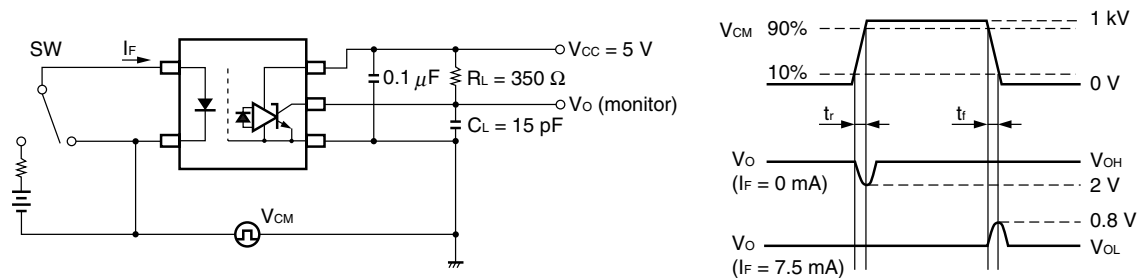 SW
IF
VCC = 5 V
0.1 μF
RL = 350 Ω
VO (monitor)
CL = 15 pF
VCM
VCM 90%
1 kV
10%
0 V
tr
tf
VO
(IF = 0 mA)
VOH
2 V
0.8 V
VO
(IF = 7.5 mA)
VOL